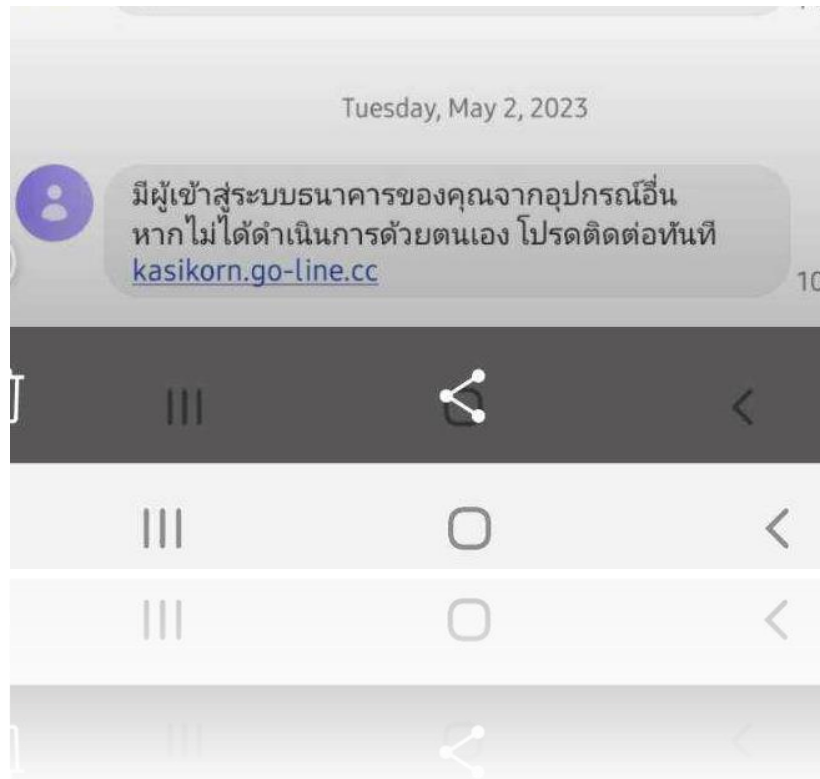 Tuesday, May 2, 2023
มีผู้เข้าสู่ระบบธนาคารของคุณจากอุปกรณ์อื่น
หากไม่ได้ดำเนินการด้วยตนเอง โปรดติดต่อทันที
kasikorn.go-line.cc
10